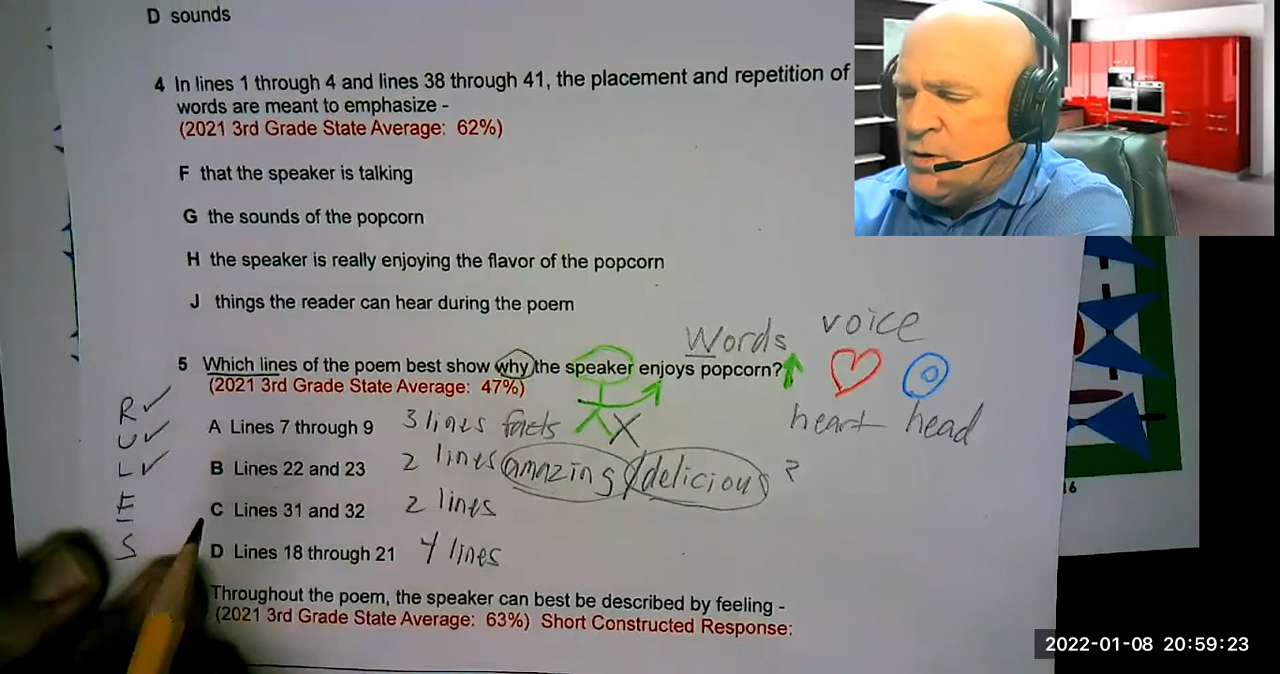 D sounds
4 In lines 1 through 4 and lines 38 through 41, the placement and repetition of
words are meant to emphasize -
(2021 3rd Grade State Average: 62%)
F that the speaker is talking
G the sounds of the popcorn
H the speaker is really enjoying the flavor of the popcorn
J things the reader can hear during the poem
Words voice
5 Which lines of the poem best show why the speaker enjoys popcorn?
(2021 3rd Grade State Average: 47%)
heart head
R
A Lines 7 through 9 3 lines facts X
U
B Lines 22 and 23 2 lines amazing/delicious ?
L
C Lines 31 and 32 2 lines
E
D Lines 18 through 21 4 lines
S
Throughout the poem, the speaker can best be described by feeling -
(2021 3rd Grade State Average: 63%) Short Constructed Response:
16
2022-01-08 20:59:23